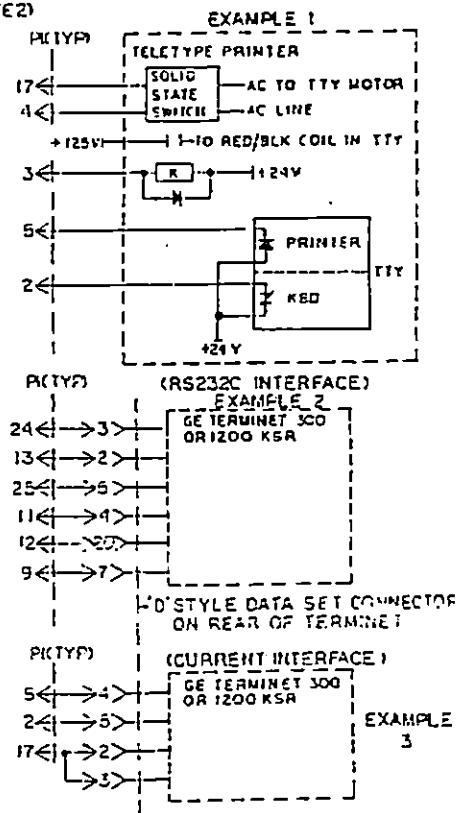 E2)
EXAMPLE 1
P1(TYP)
TELETYPE PRINTER
17
SOLID STATE SWITCH
AC TO TTY MOTOR
4
AC LINE
+125V
TO RED/BLK COIL IN TTY
3
R
+24V
5
PRINTER
TTY
2
KBD
+24V
P1(TYP)
(RS232C INTERFACE)
EXAMPLE 2
GE TERMINET 300
OR 1200 KSR
24 3
13 2
25 5
11 4
12 20
9 7
"D" STYLE DATA SET CONNECTOR
ON REAR OF TERMINET
P1(TYP)
(CURRENT INTERFACE)
GE TERMINET 300
OR 1200 KSR
EXAMPLE
3
5 4
2 5
17 2
3